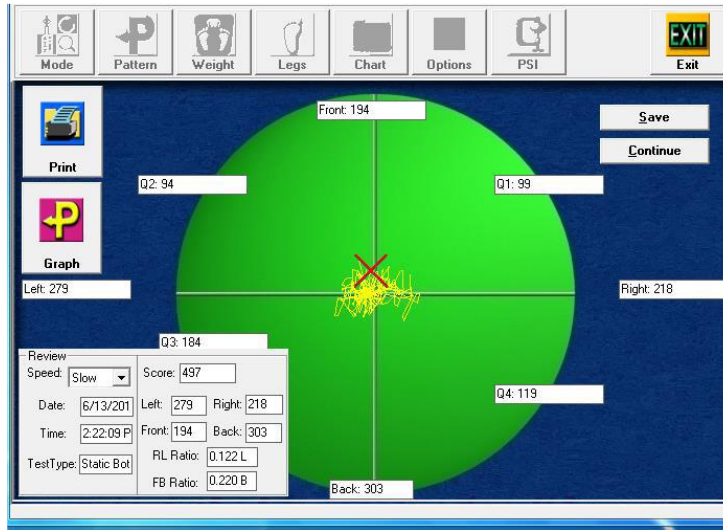 Mode Pattern Weight Legs Chart Options PSI EXIT Exit
Front: 194
Save
Print
Continue
Q2: 94
Q1: 99
Graph
Left: 279
Right: 218
Q3: 184
Review
Speed: Slow
Score: 497
Q4: 119
Date: 6/13/201
Left: 279 Right: 218
Time: 2:22:09 P
Front: 194 Back: 303
RL Ratio: 0.122 L
TestType: Static Bot
FB Ratio: 0.220 B
Back: 303